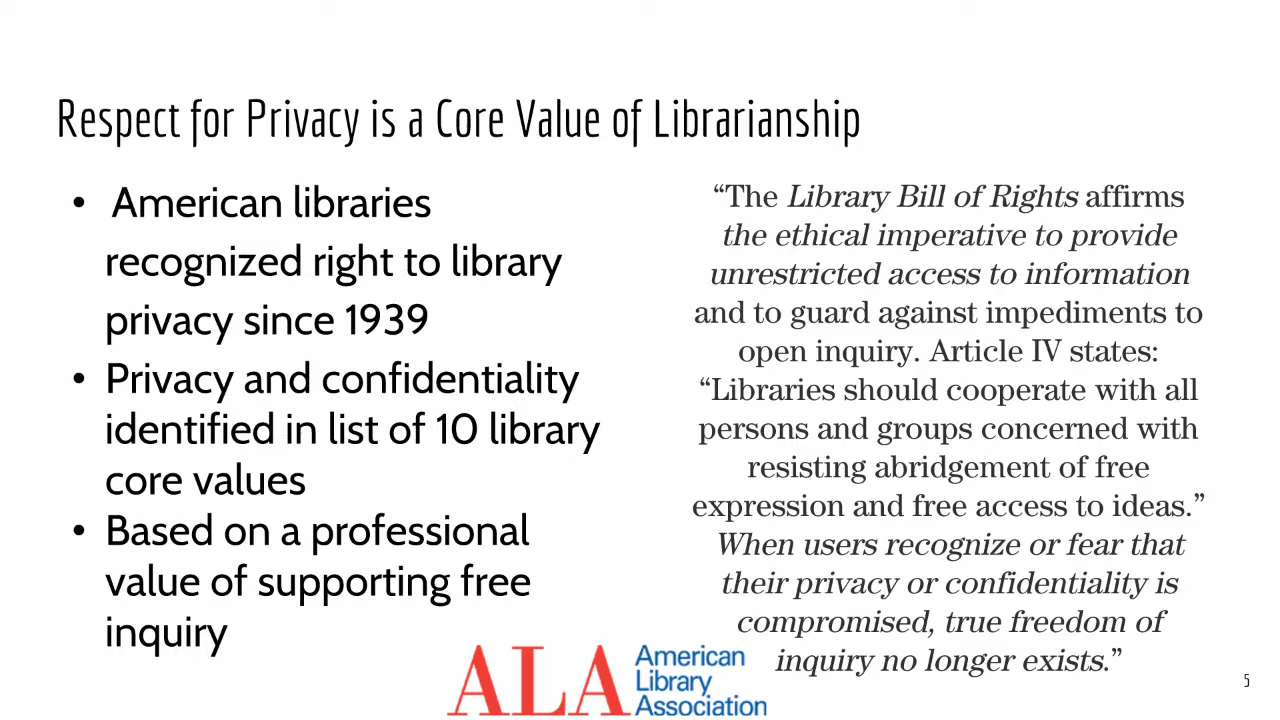 Respect for Privacy is a Core Value of Librarianship
• American libraries
recognized right to library
privacy since 1939
• Privacy and confidentiality
identified in list of 10 library
core values
• Based on a professional
value of supporting free
inquiry
“The Library Bill of Rights affirms
the ethical imperative to provide
unrestricted access to information
and to guard against impediments to
open inquiry. Article IV states:
“Libraries should cooperate with all
persons and groups concerned with
resisting abridgement of free
expression and free access to ideas.”
When users recognize or fear that
their privacy or confidentiality is
compromised, true freedom of
inquiry no longer exists.”
ALA
American
Library
Association
5